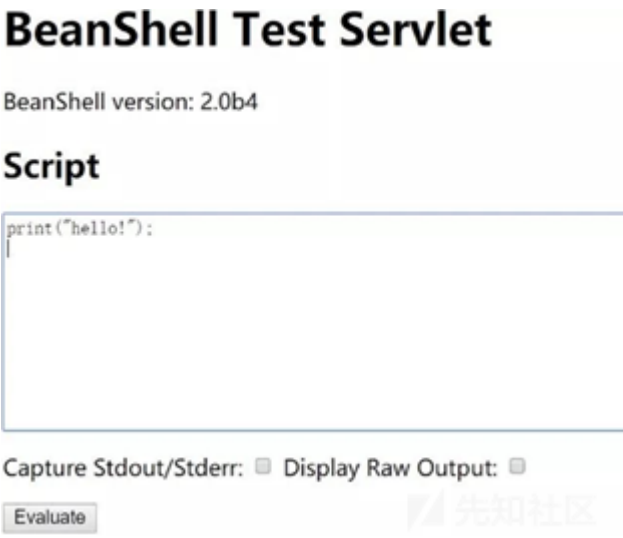 BeanShell Test Servlet
BeanShell version: 2.0b4
Script
print("hello!");
Capture Stdout/Stderr: Display Raw Output:
Evaluate
先知社区